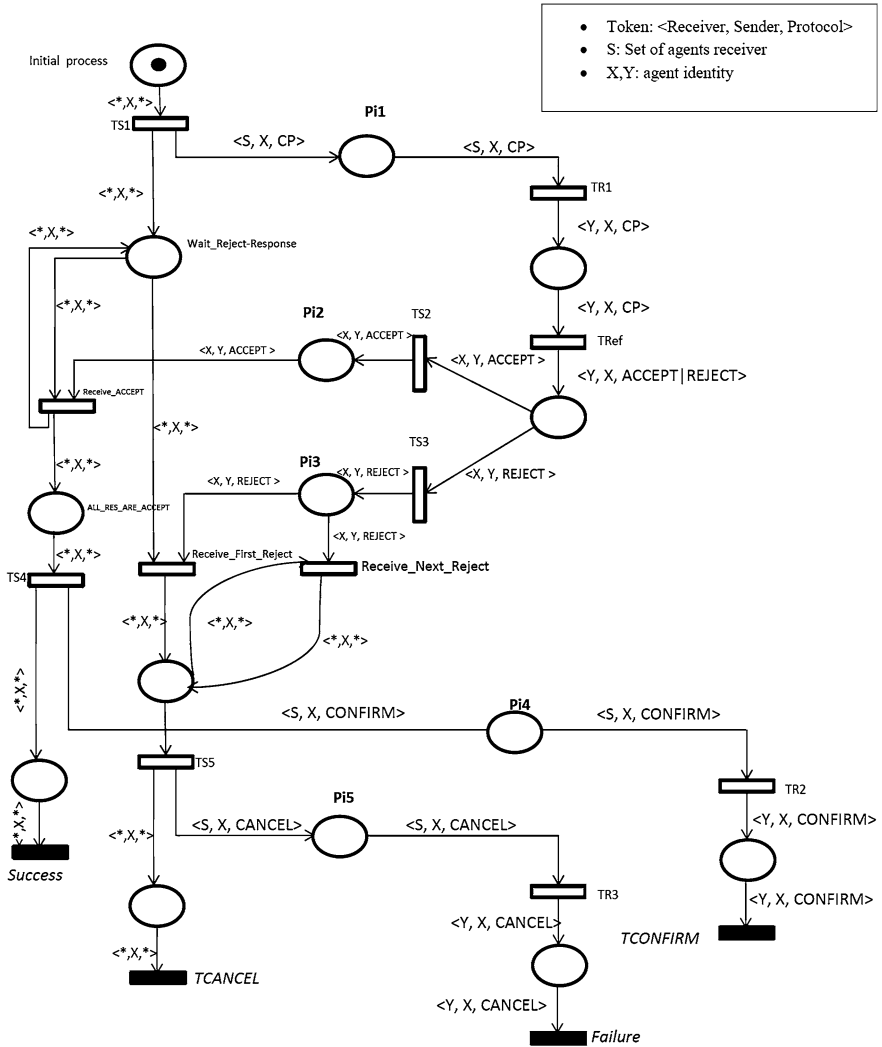 Token: <Receiver, Sender, Protocol>
S: Set of agents receiver
X,Y: agent identity
Initial process
<*,X,*>
TS1
Pi1
<S, X, CP>
<S, X, CP>
TR1
<*,X,*>
<Y, X, CP>
<*,X,*>
Wait_Reject-Response
<Y, X, CP>
<*,X,*>
Pi2
TS2
<X, Y, ACCEPT >
TRef
<X, Y, ACCEPT >
<X, Y, ACCEPT >
<Y, X, ACCEPT|REJECT>
Receive_ACCEPT
<*,X,*>
TS3
<*,X,*>
Pi3
<X, Y, REJECT >
<X, Y, REJECT >
<X, Y, REJECT >
ALL_RES_ARE_ACCEPT
<X, Y, REJECT >
<*,X,*>
Receive_First_Reject
Receive_Next_Reject
TS4
<*,X,*>
<*,X,*>
<*,X,*>
<*,X,*>
Pi4
<S, X, CONFIRM>
<S, X, CONFIRM>
TS5
TR2
Pi5
<*,X,*>
<*,X,*>
<S, X, CANCEL>
<S, X, CANCEL>
<Y, X, CONFIRM>
Success
TR3
<Y, X, CONFIRM>
<Y, X, CANCEL>
TCONFIRM
<*,X,*>
TCANCEL
<Y, X, CANCEL>
Failure